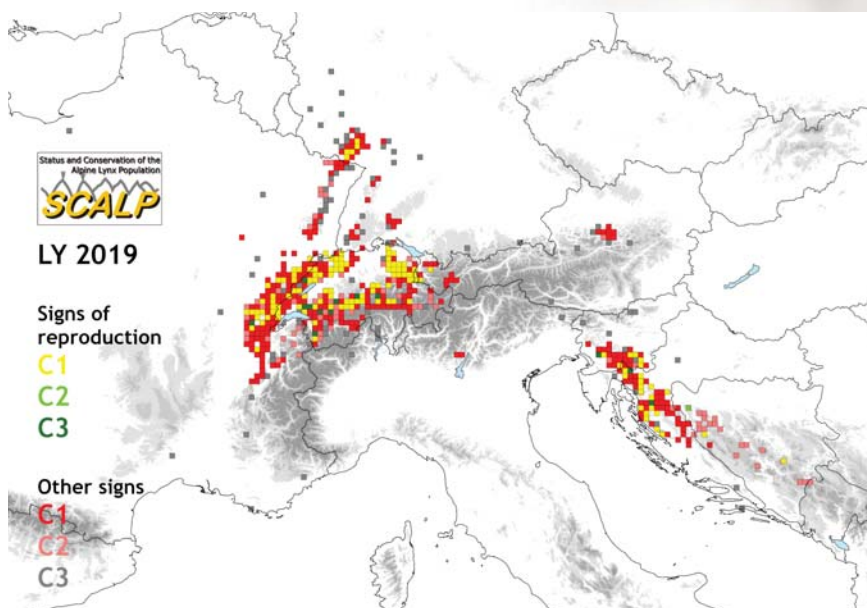 Status and Conservation of the
Alpine Lynx Population
SCALP
LY 2019
Signs of
reproduction
C1
C2
C3
Other signs
C1
C2
C3